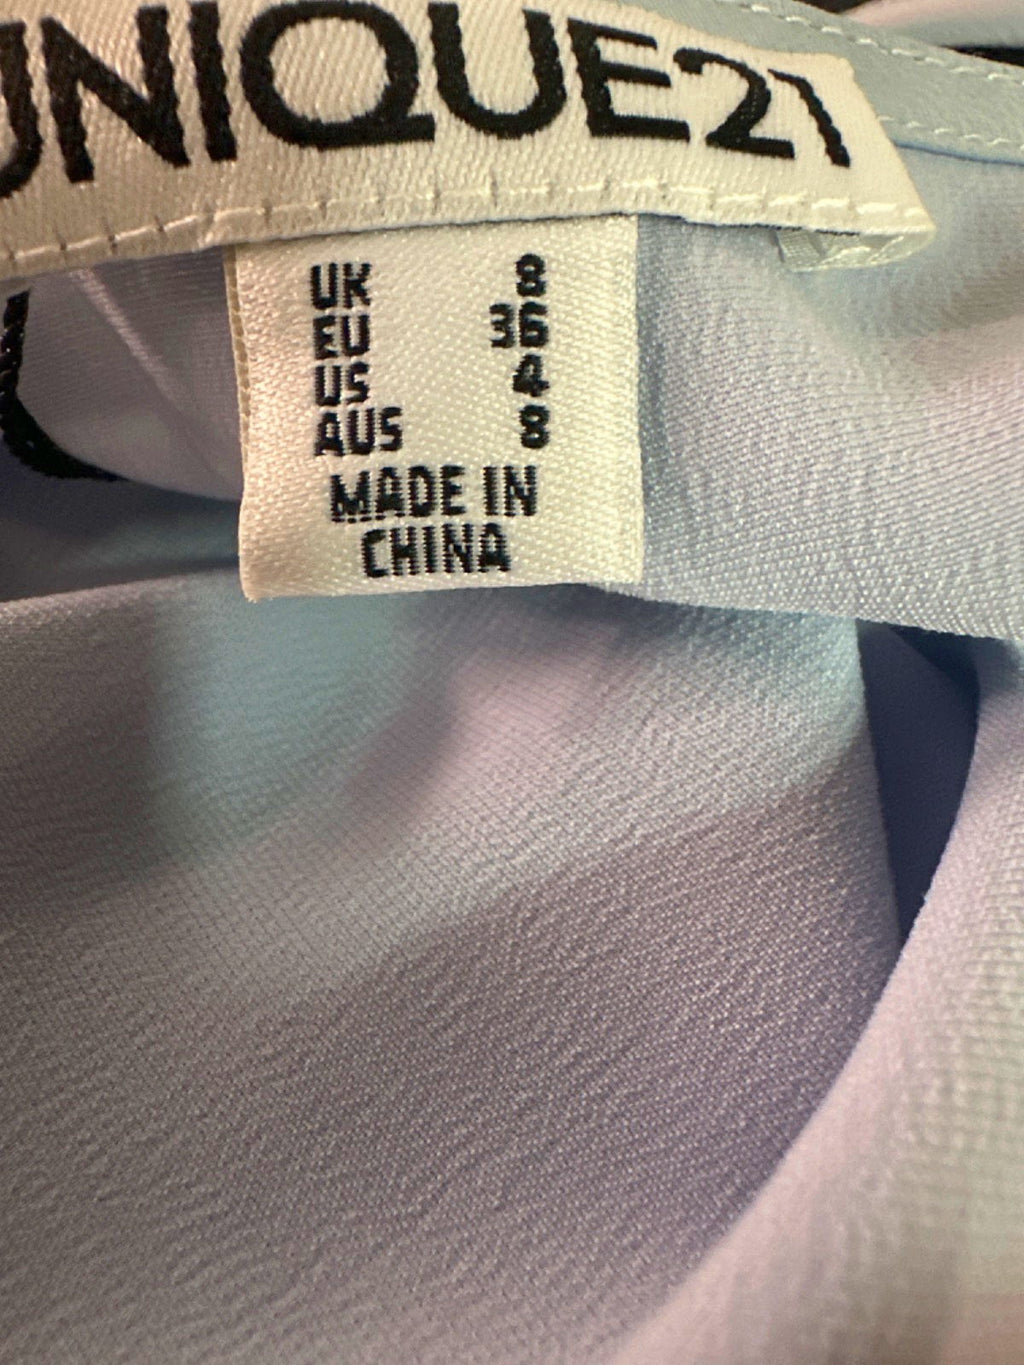 UNIQUE21
UK 8
EU 36
US 4
AUS 8
MADE IN
CHINA